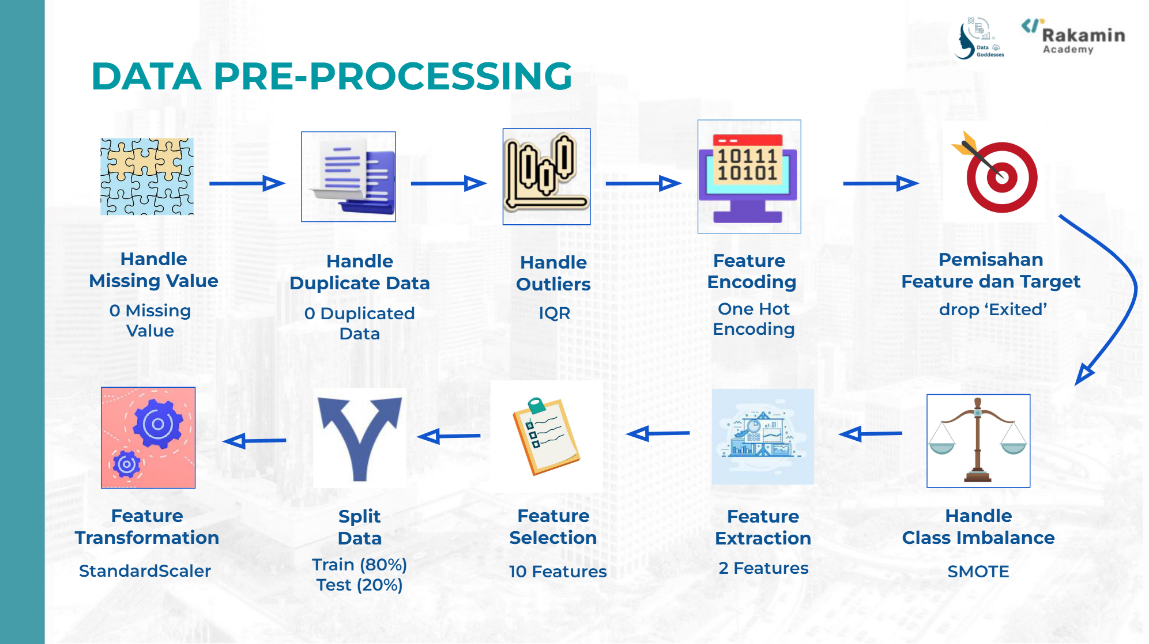 Data
Goddesses
Rakamin
Academy
DATA PRE-PROCESSING
10111
10101
Handle
Missing Value
0 Missing
Value
Handle
Duplicate Data
0 Duplicated
Data
Handle
Outliers
IQR
Feature
Encoding
One Hot
Encoding
Pemisahan
Feature dan Target
drop ‘Exited’
Handle
Class Imbalance
SMOTE
Feature
Extraction
2 Features
Feature
Selection
10 Features
Split
Data
Train (80%)
Test (20%)
Feature
Transformation
StandardScaler